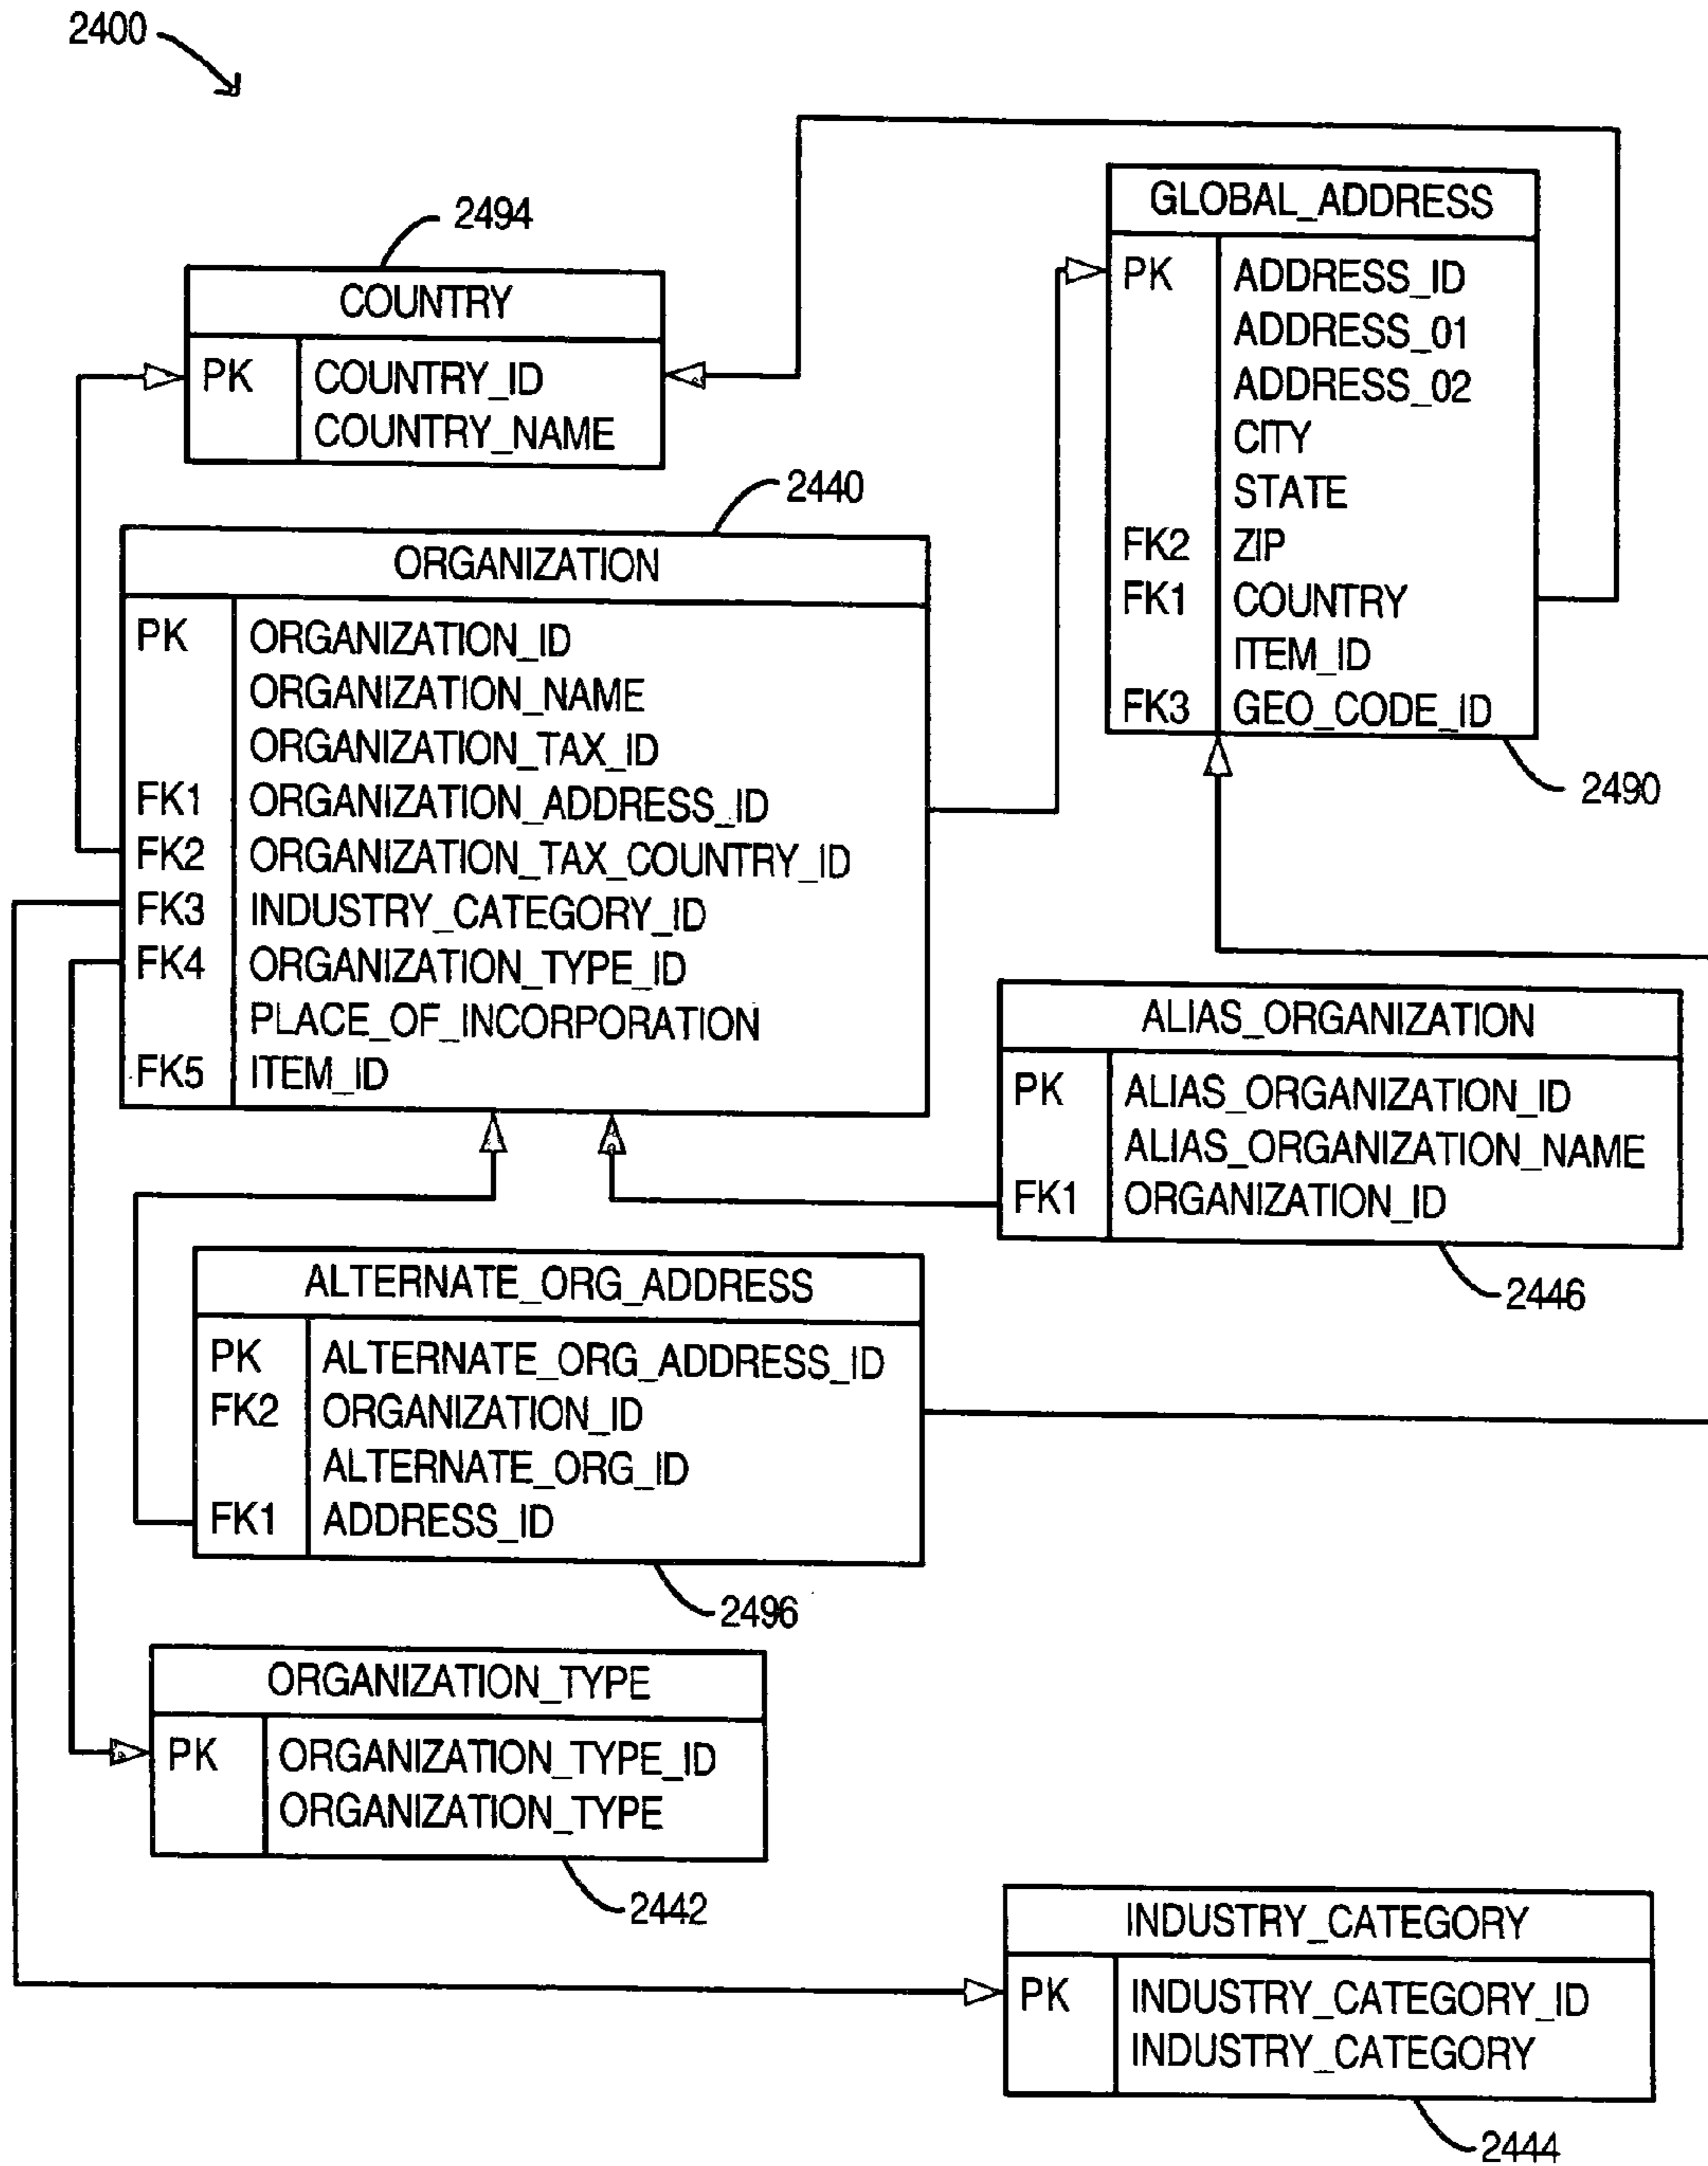 2400
2494
COUNTRY
PK COUNTRY_ID
COUNTRY_NAME
GLOBAL_ADDRESS
PK ADDRESS_ID
ADDRESS_01
ADDRESS_02
CITY
STATE
FK2 ZIP
FK1 COUNTRY
ITEM_ID
FK3 GEO_CODE_ID
2490
2440
ORGANIZATION
PK ORGANIZATION_ID
ORGANIZATION_NAME
ORGANIZATION_TAX_ID
FK1 ORGANIZATION_ADDRESS_ID
FK2 ORGANIZATION_TAX_COUNTRY_ID
FK3 INDUSTRY_CATEGORY_ID
FK4 ORGANIZATION_TYPE_ID
PLACE_OF_INCORPORATION
FK5 ITEM_ID
ALIAS_ORGANIZATION
PK ALIAS_ORGANIZATION_ID
ALIAS_ORGANIZATION_NAME
FK1 ORGANIZATION_ID
2446
ALTERNATE_ORG_ADDRESS
PK ALTERNATE_ORG_ADDRESS_ID
FK2 ORGANIZATION_ID
ALTERNATE_ORG_ID
FK1 ADDRESS_ID
2496
ORGANIZATION_TYPE
PK ORGANIZATION_TYPE_ID
ORGANIZATION_TYPE
2442
INDUSTRY_CATEGORY
PK INDUSTRY_CATEGORY_ID
INDUSTRY_CATEGORY
2444